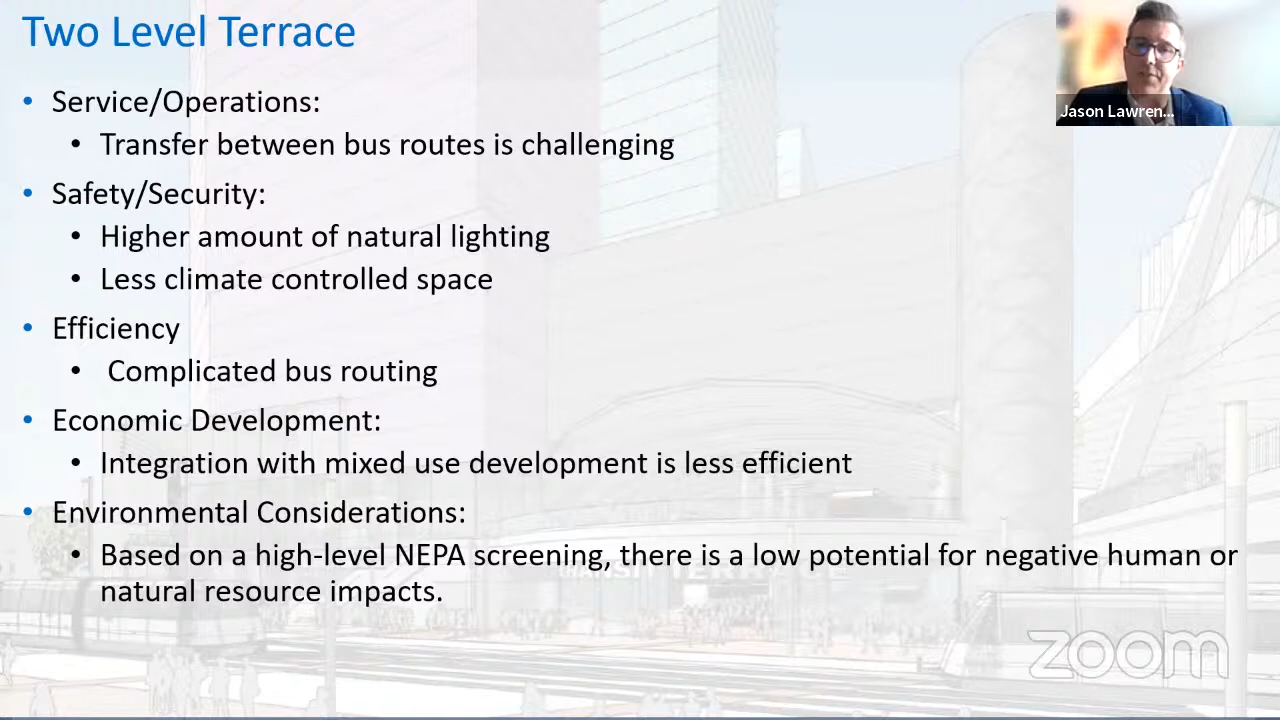 Two Level Terrace
Jason Lawren...
• Service/Operations:
• Transfer between bus routes is challenging
• Safety/Security:
• Higher amount of natural lighting
• Less climate controlled space
• Efficiency
• Complicated bus routing
• Economic Development:
• Integration with mixed use development is less efficient
• Environmental Considerations:
• Based on a high-level NEPA screening, there is a low potential for negative human or
natural resource impacts.
zoom